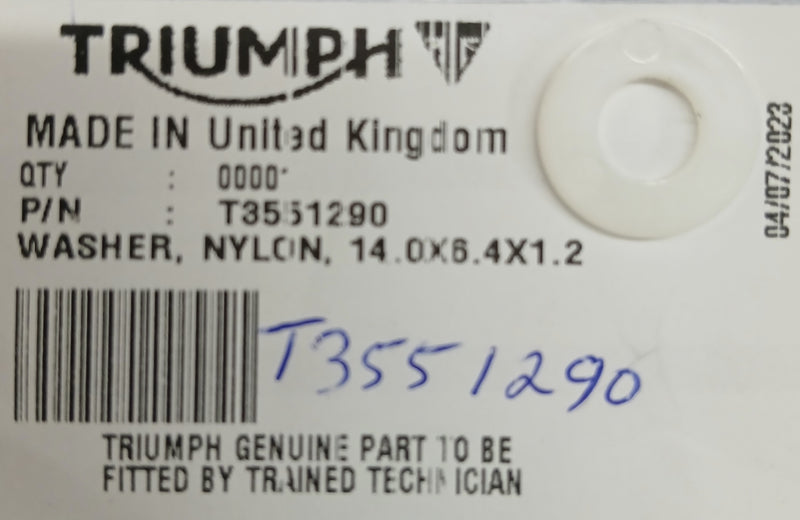 TRIUMPH
MADE IN United Kingdom
QTY : 00001
P/N : T3551290
WASHER, NYLON, 14.0X6.4X1.2
T3551290
TRIUMPH GENUINE PART TO BE
FITTED BY TRAINED TECHNICIAN
04/07/2023